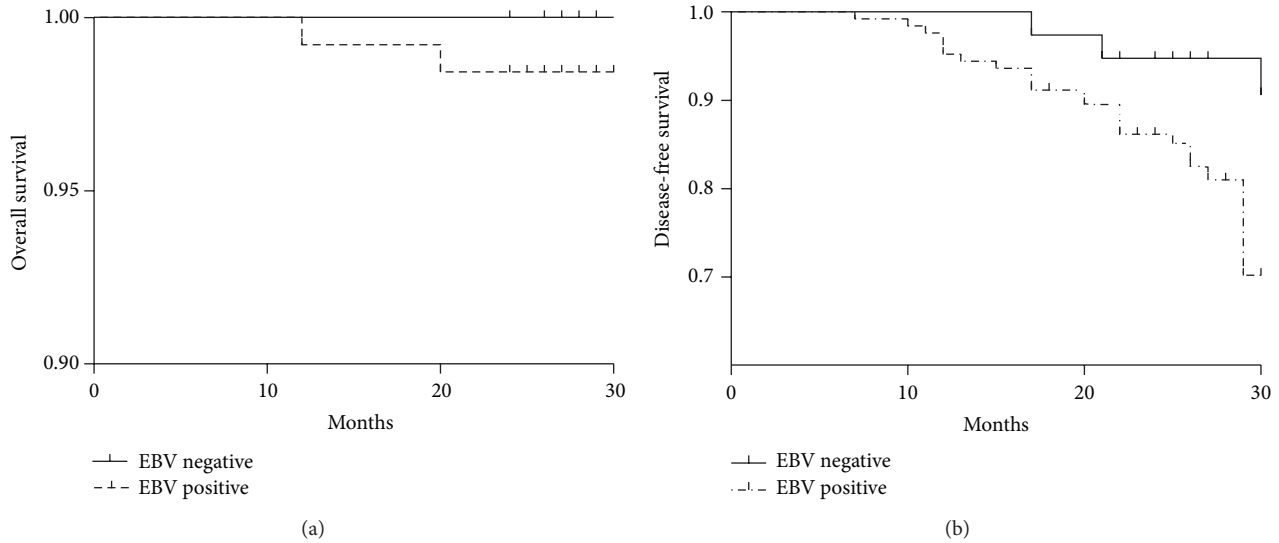 1.00
0.95
0.90
Overall survival
0 10 20 30
Months
EBV negative
EBV positive
(a)
1.0
0.9
0.8
0.7
Disease-free survival
0 10 20 30
Months
EBV negative
EBV positive
(b)